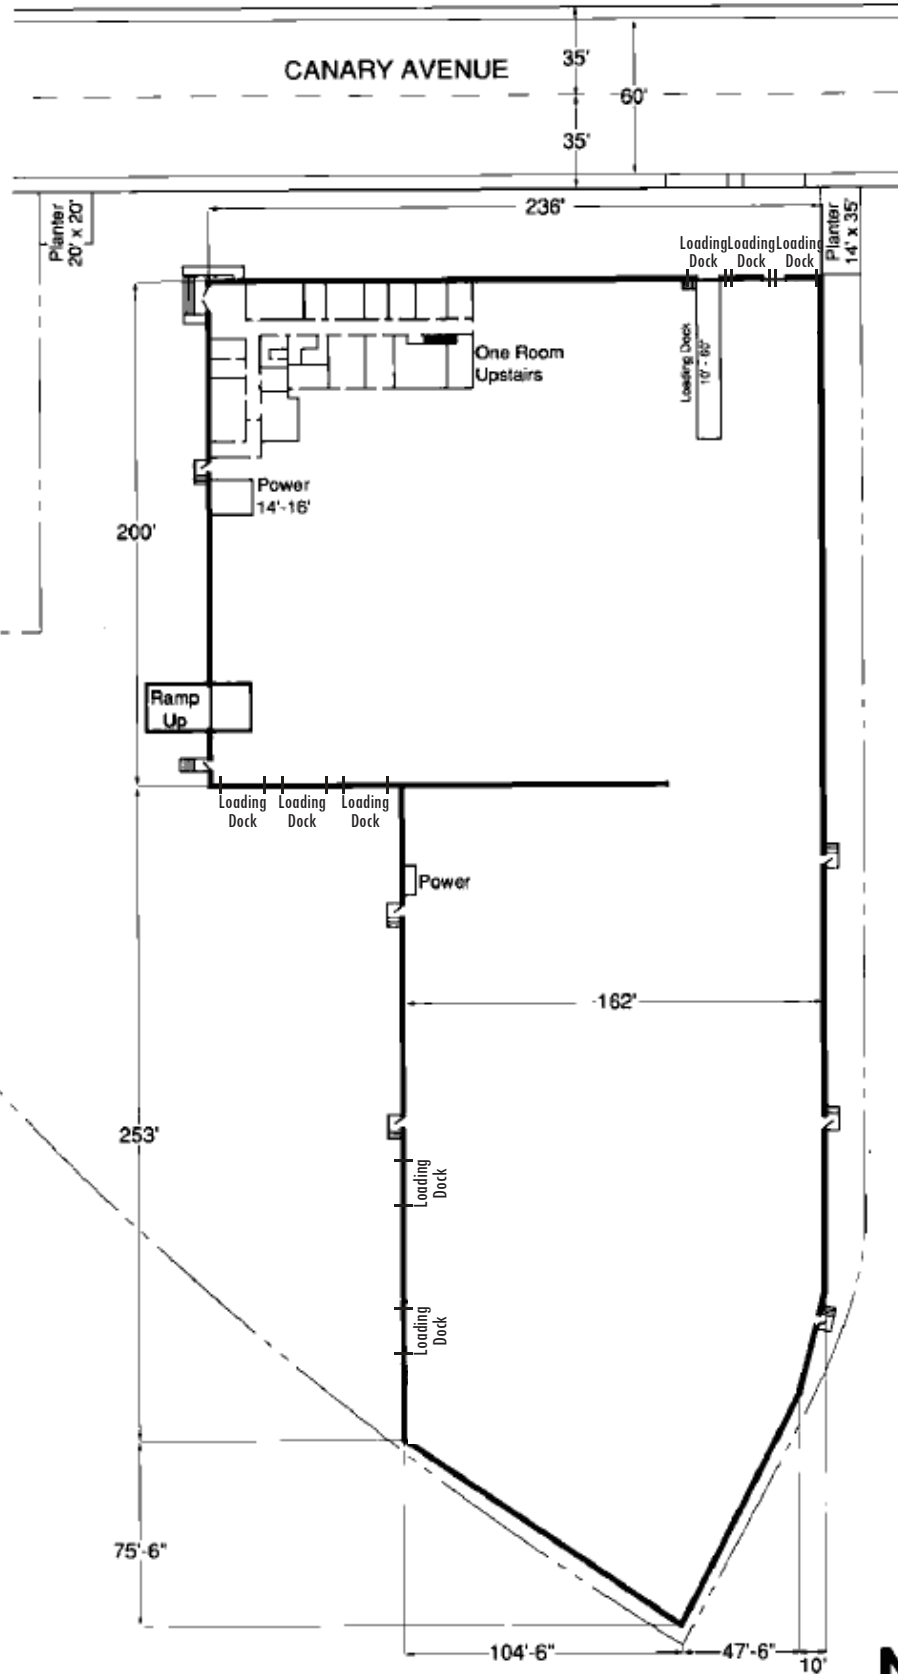 CANARY AVENUE
35'
60'
35'
Planter
20' x 20'
236'
Planter
14' x 35'
Loading
Dock
Loading
Dock
Loading
Dock
One Room
Upstairs
Loading Dock
10' - 60'
Power
14'-16'
200'
Ramp
Up
Loading
Dock
Loading
Dock
Loading
Dock
Power
162'
253'
Loading
Dock
Loading
Dock
75'-6"
104'-6"
47'-6"
10'